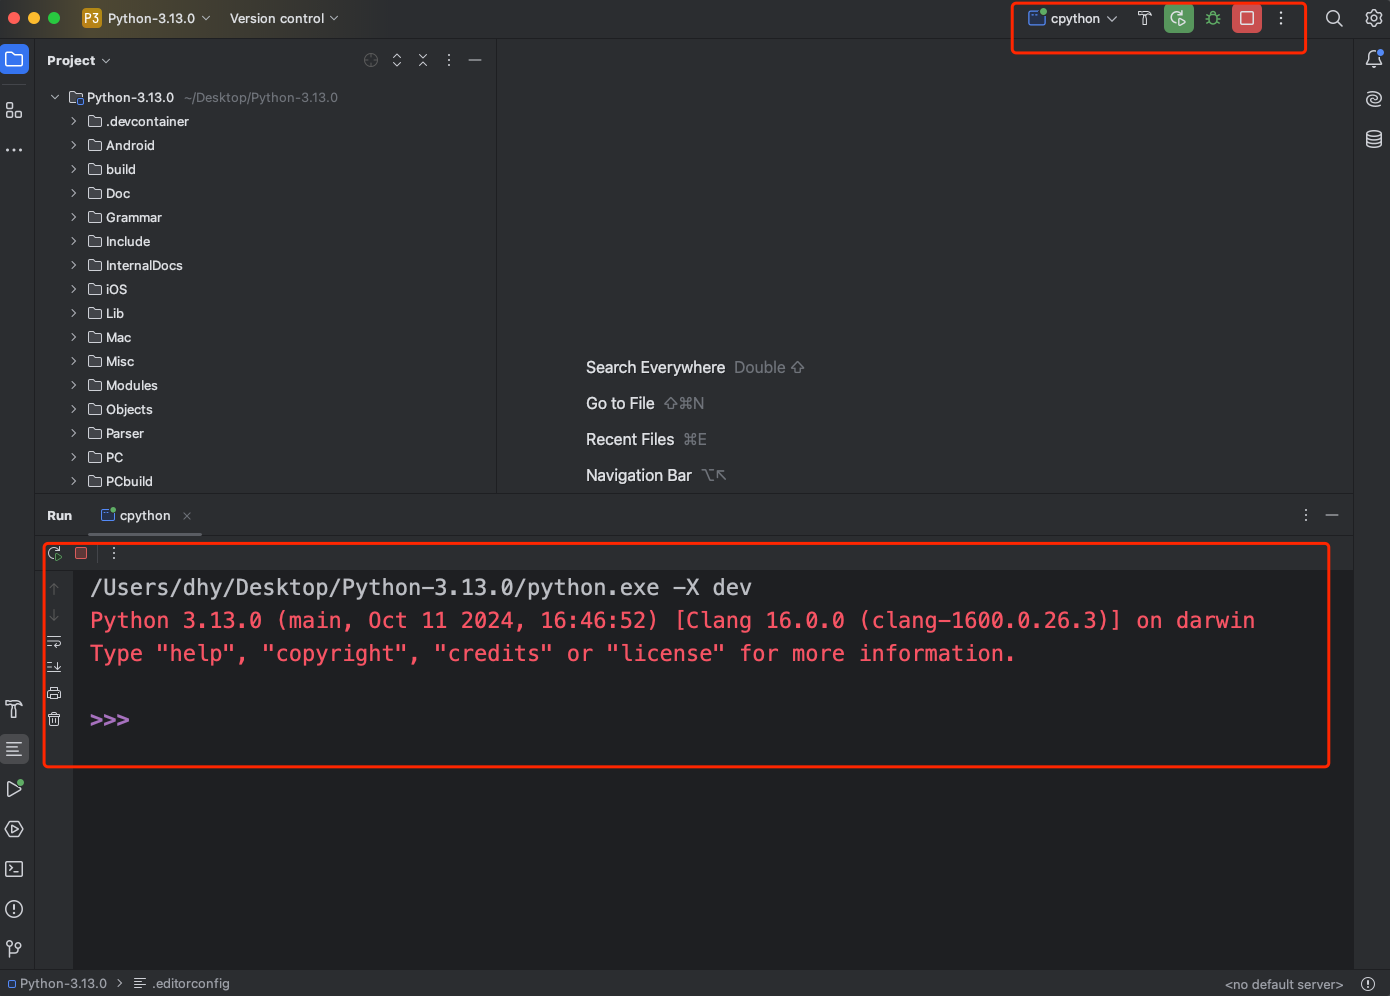 P3 Python-3.13.0 Version control cpython
Project
Python-3.13.0 ~/Desktop/Python-3.13.0
.devcontainer
Android
build
Doc
Grammar
Include
InternalDocs
iOS
Lib
Mac
Misc
Modules
Objects
Parser
PC
PCbuild
Search Everywhere Double ⇧
Go to File ⇧⌘N
Recent Files ⌘E
Navigation Bar ⌥↖
Run cpython
/Users/dhy/Desktop/Python-3.13.0/python.exe -X dev
Python 3.13.0 (main, Oct 11 2024, 16:46:52) [Clang 16.0.0 (clang-1600.0.26.3)] on darwin
Type "help", "copyright", "credits" or "license" for more information.
>>>
Python-3.13.0 > .editorconfig <no default server>